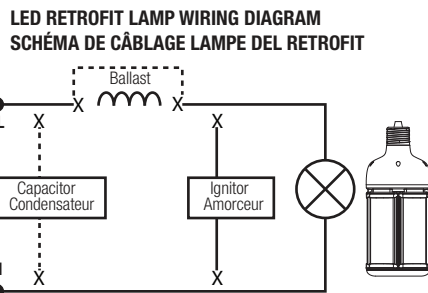 LED RETROFIT LAMP WIRING DIAGRAM
SCHÉMA DE CÂBLAGE LAMPE DEL RETROFIT
Ballast
X X
X X
Capacitor
Condensateur
Ignitor
Amorceur
X X